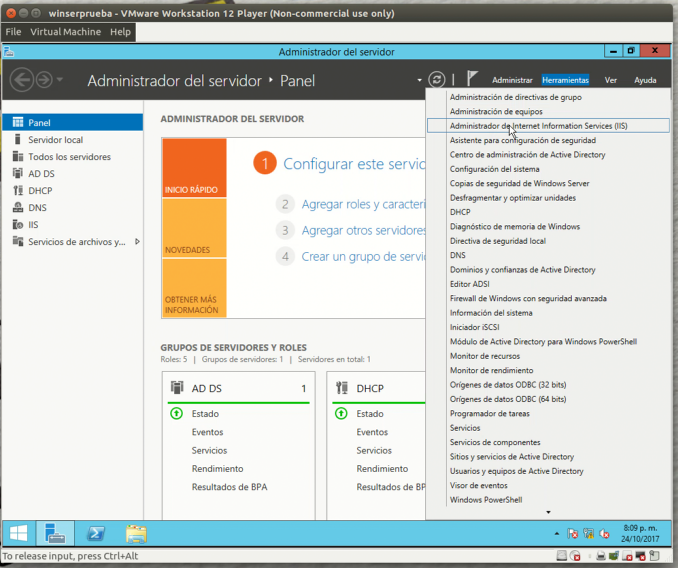 winserprueba - VMware Workstation 12 Player (Non-commercial use only)
File Virtual Machine Help
Administrador del servidor
Administrador del servidor Panel
Administrar Herramientas Ver Ayuda
Panel
Servidor local
Todos los servidores
AD DS
DHCP
DNS
IIS
Servicios de archivos y...
ADMINISTRADOR DEL SERVIDOR
INICIO RÁPIDO
NOVEDADES
OBTENER MÁS
INFORMACIÓN
1 Configurar este servic
2 Agregar roles y caracterí
3 Agregar otros servidores
4 Crear un grupo de servi
GRUPOS DE SERVIDORES Y ROLES
Roles: 5 | Grupos de servidores: 1 | Servidores en total: 1
AD DS 1
Estado
Eventos
Servicios
Rendimiento
Resultados de BPA
DHCP
Estado
Eventos
Servicios
Rendimiento
Resultados de BP
Administración de directivas de grupo
Administración de equipos
Administrador de Internet Information Services (IIS)
Asistente para configuración de seguridad
Centro de administración de Active Directory
Configuración del sistema
Copias de seguridad de Windows Server
Desfragmentar y optimizar unidades
DHCP
Diagnóstico de memoria de Windows
Directiva de seguridad local
DNS
Dominios y confianzas de Active Directory
Editor ADSI
Firewall de Windows con seguridad avanzada
Información del sistema
Iniciador iSCSI
Módulo de Active Directory para Windows PowerShell
Monitor de recursos
Monitor de rendimiento
Orígenes de datos ODBC (32 bits)
Orígenes de datos ODBC (64 bits)
Programador de tareas
Servicios
Servicios de componentes
Sitios y servicios de Active Directory
Usuarios y equipos de Active Directory
Visor de eventos
Windows PowerShell
8:09 p. m.
24/10/2017
To release input, press Ctrl+Alt